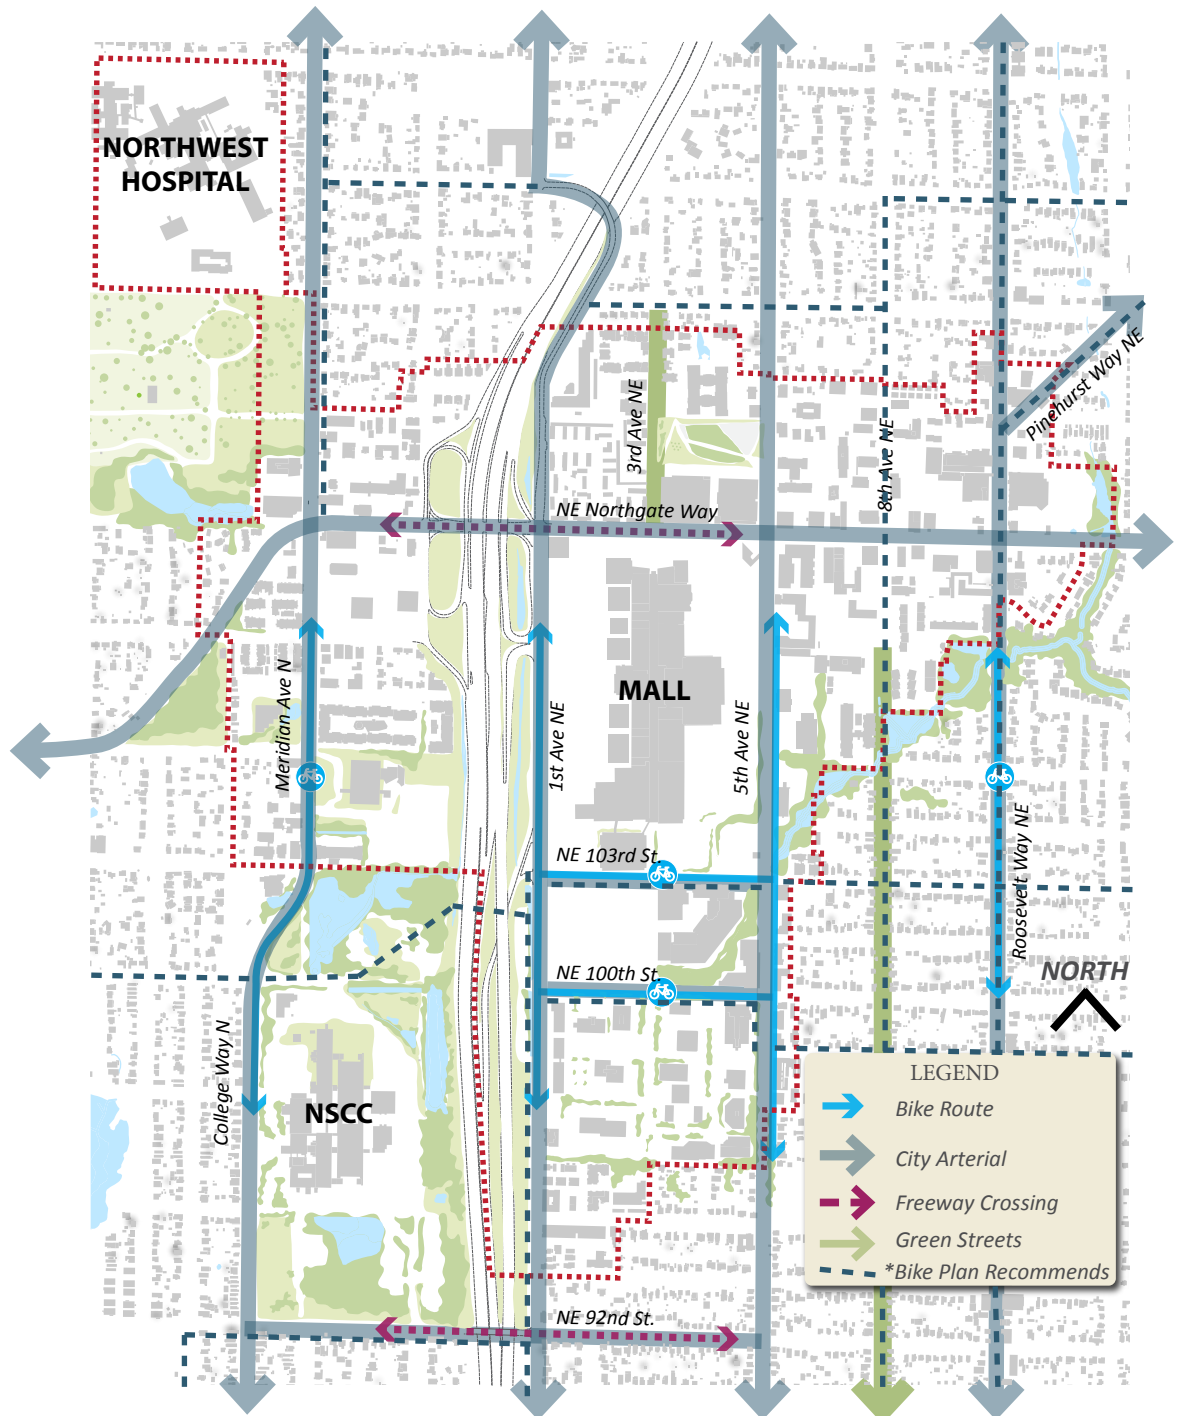 NORTHWEST
HOSPITAL
Pinehurst Way NE
3rd Ave NE
8th Ave NE
NE Northgate Way
Meridian Ave N
MALL
1st Ave NE
5th Ave NE
NE 103rd St.
Roosevelt Way NE
NE 100th St
NORTH
College Way N
NSCC
LEGEND
Bike Route
City Arterial
Freeway Crossing
Green Streets
*Bike Plan Recommends
NE 92nd St.